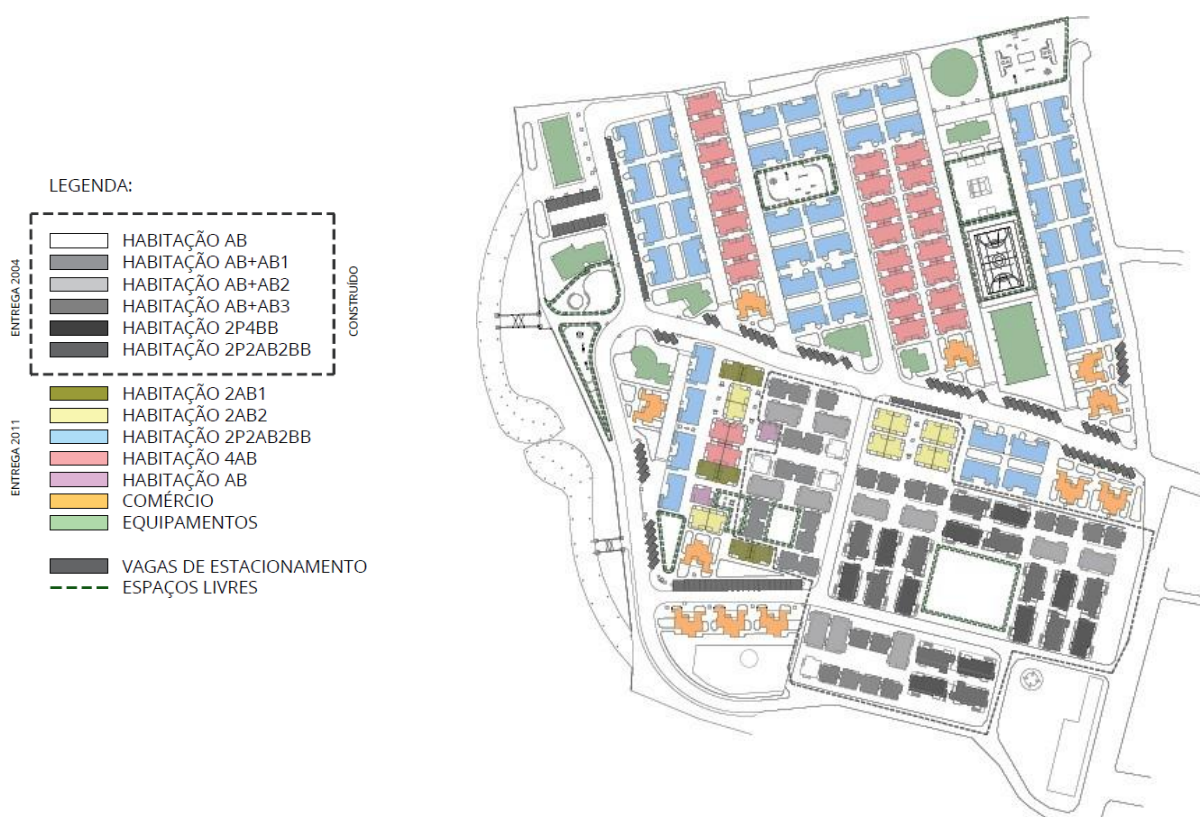 LEGENDA:
ENTREGA 2004
HABITAÇÃO AB
HABITAÇÃO AB+AB1
HABITAÇÃO AB+AB2
HABITAÇÃO AB+AB3
HABITAÇÃO 2P4BB
HABITAÇÃO 2P2AB2BB
CONSTRUÍDO
ENTREGA 2011
HABITAÇÃO 2AB1
HABITAÇÃO 2AB2
HABITAÇÃO 2P2AB2BB
HABITAÇÃO 4AB
HABITAÇÃO AB
COMÉRCIO
EQUIPAMENTOS
VAGAS DE ESTACIONAMENTO
ESPAÇOS LIVRES